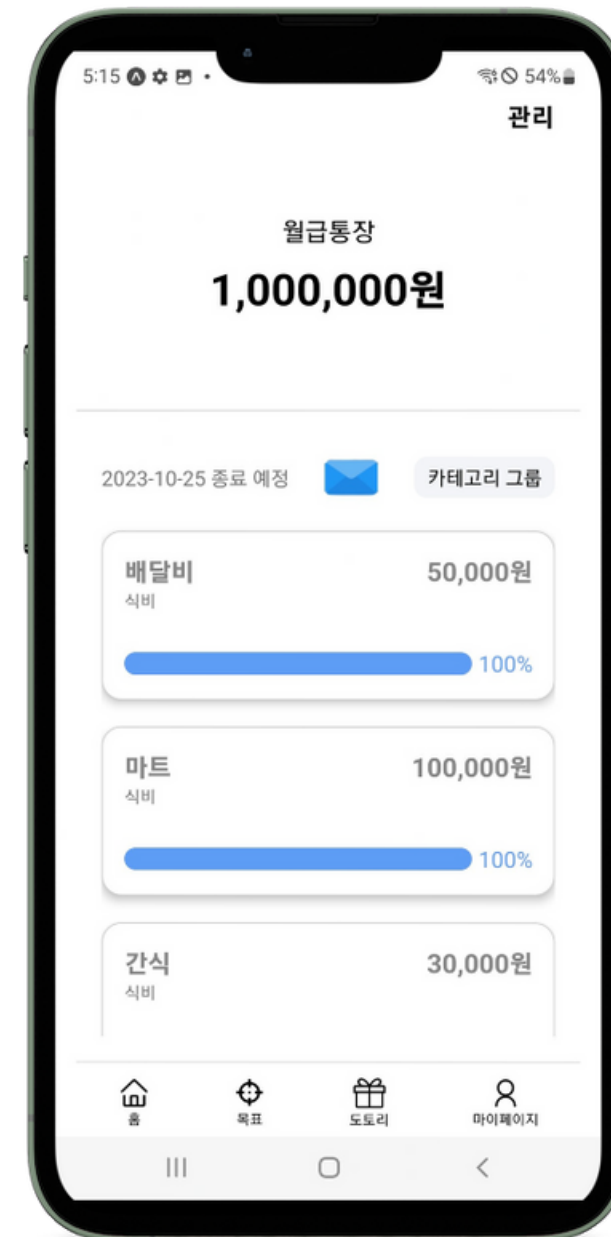 5:15 54%
관리
월급통장
1,000,000원
2023-10-25 종료 예정 카테고리 그룹
배달비 50,000원
식비
100%
마트 100,000원
식비
100%
간식 30,000원
식비
홈 목표 도토리 마이페이지